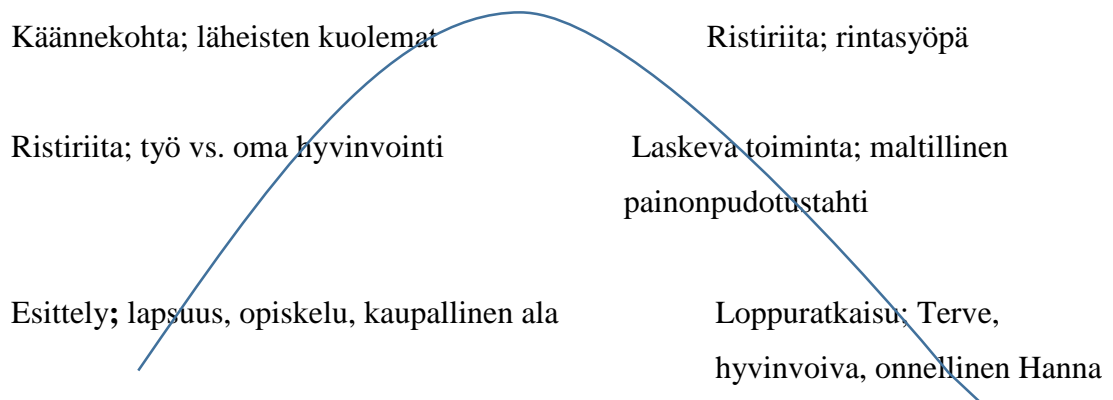 Käännekohta; läheisten kuolemat
Ristiriita; rintasyöpä
Ristiriita; työ vs. oma hyvinvointi
Laskeva toiminta; maltillinen
painonpudotustahti
Esittely; lapsuus, opiskelu, kaupallinen ala
Loppuratkaisu; Terve,
hyvinvoiva, onnellinen Hanna